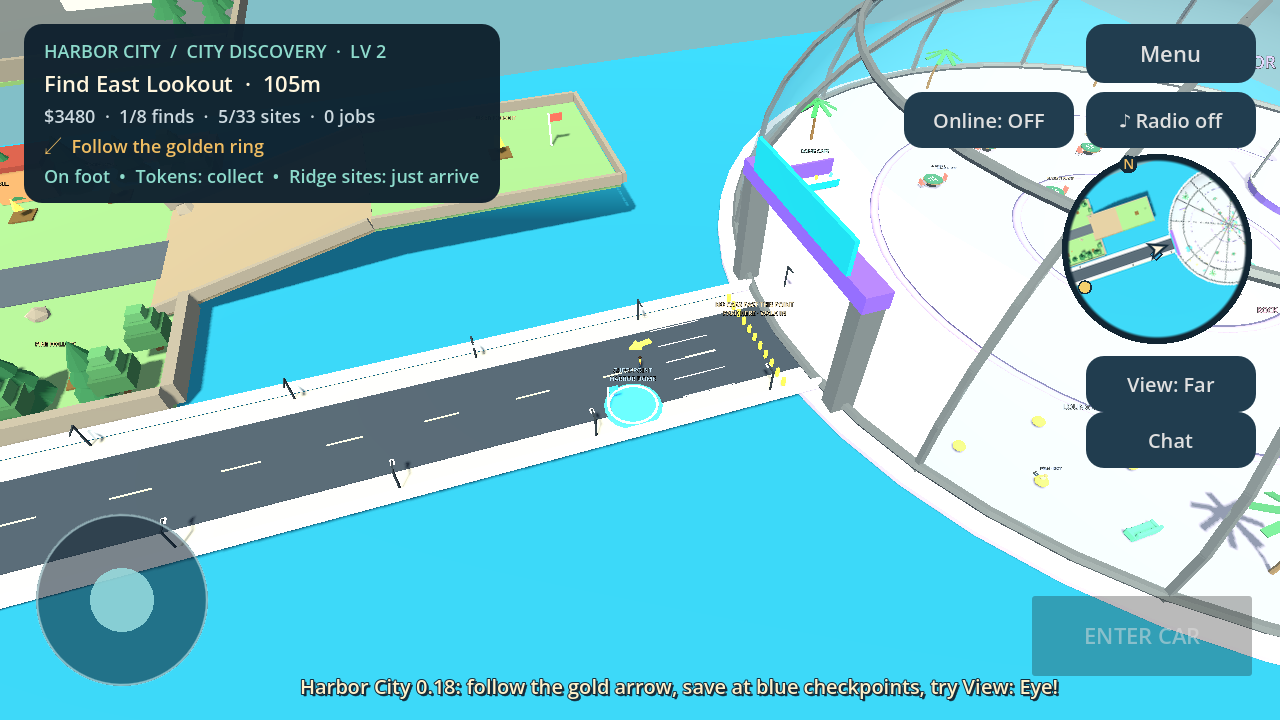 HARBOR CITY / CITY DISCOVERY · LV 2
Find East Lookout · 105m
$3480 · 1/8 finds · 5/33 sites · 0 jobs
↙ Follow the golden ring
On foot • Tokens: collect • Ridge sites: just arrive
Menu
Online: OFF
♪ Radio off
N
View: Far
Chat
CHECKPOINT
ENTER CAR
Harbor City 0.18: follow the gold arrow, save at blue checkpoints, try View: Eye!